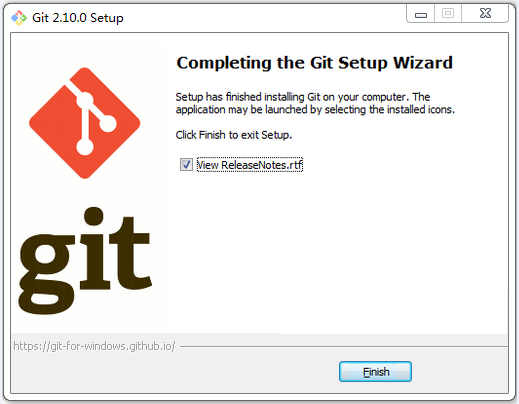 Git 2.10.0 Setup
Completing the Git Setup Wizard
Setup has finished installing Git on your computer. The
application may be launched by selecting the installed icons.
Click Finish to exit Setup.
View ReleaseNotes.rtf
git
https://git-for-windows.github.io/
Finish